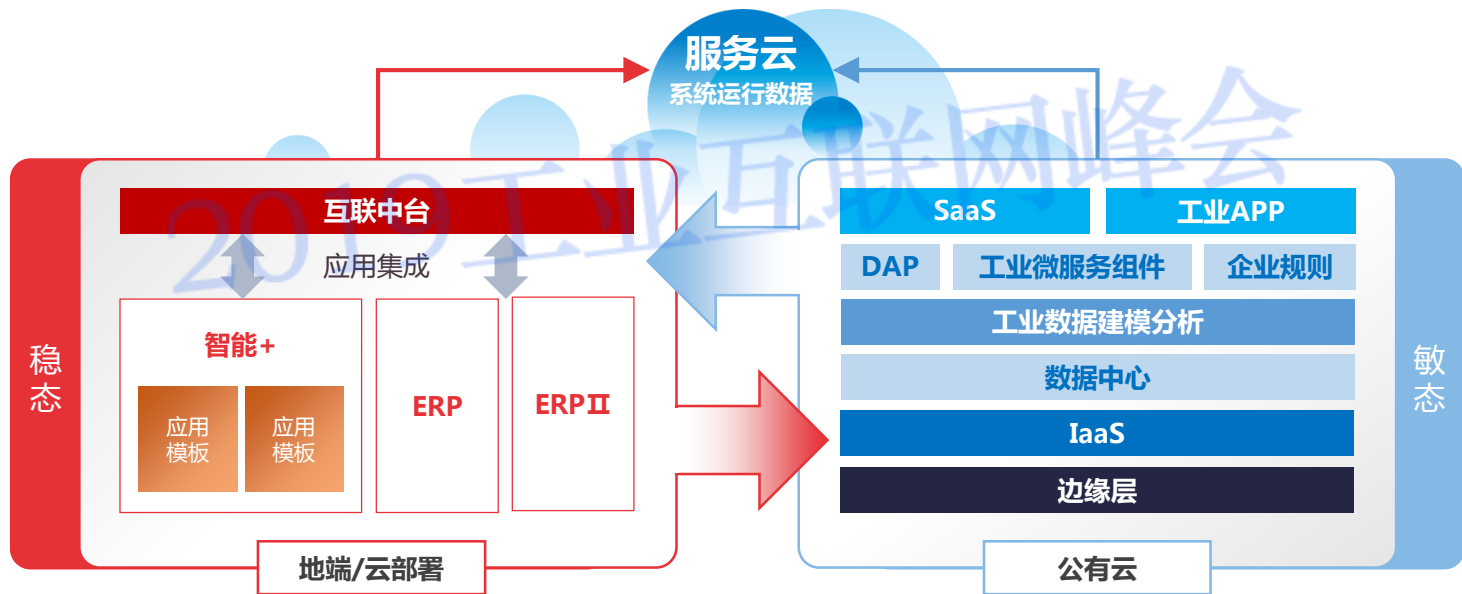 服务云
系统运行数据
2019工业互联网峰会
稳态
互联中台
应用集成
智能+
应用
模板
应用
模板
ERP
ERPⅡ
地端/云部署
SaaS
工业APP
DAP
工业微服务组件
企业规则
工业数据建模分析
数据中心
IaaS
边缘层
公有云
敏态